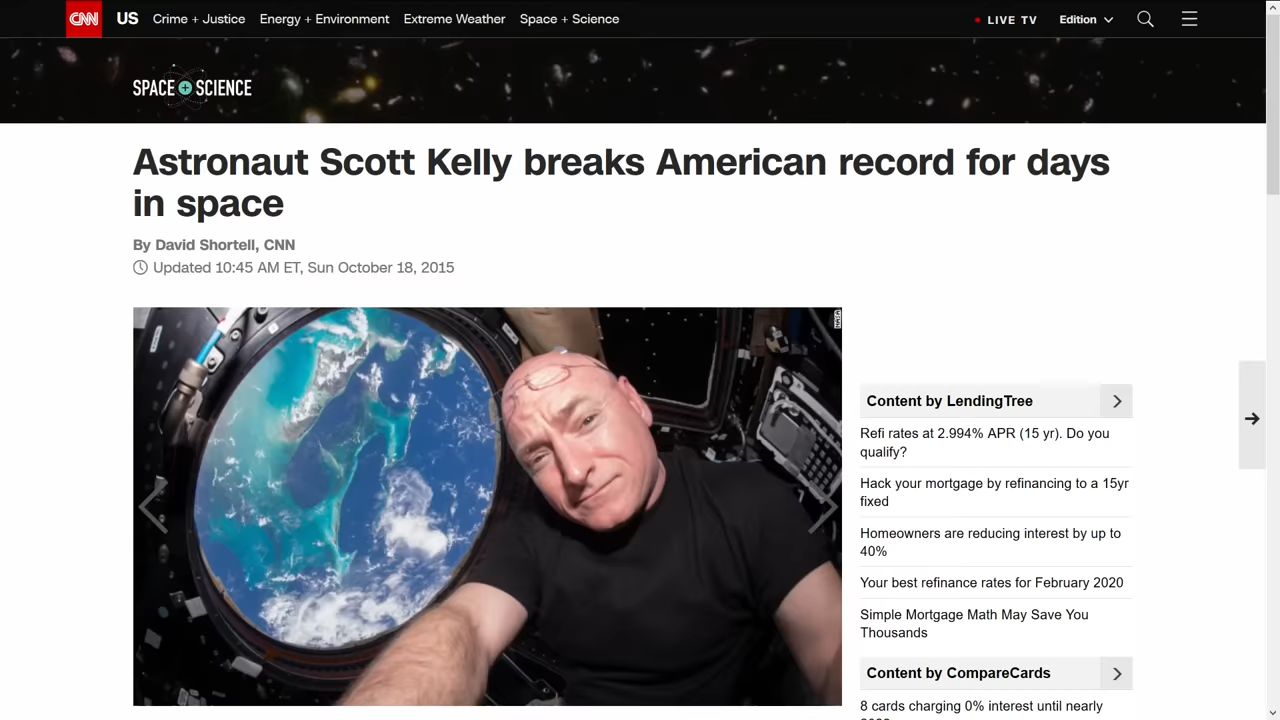 CNN US Crime + Justice Energy + Environment Extreme Weather Space + Science LIVE TV Edition
SPACE + SCIENCE
Astronaut Scott Kelly breaks American record for days
in space
By David Shortell, CNN
Updated 10:45 AM ET, Sun October 18, 2015
NASA
Content by LendingTree
Refi rates at 2.994% APR (15 yr). Do you
qualify?
Hack your mortgage by refinancing to a 15yr
fixed
Homeowners are reducing interest by up to
40%
Your best refinance rates for February 2020
Simple Mortgage Math May Save You
Thousands
Content by CompareCards
8 cards charging 0% interest until nearly